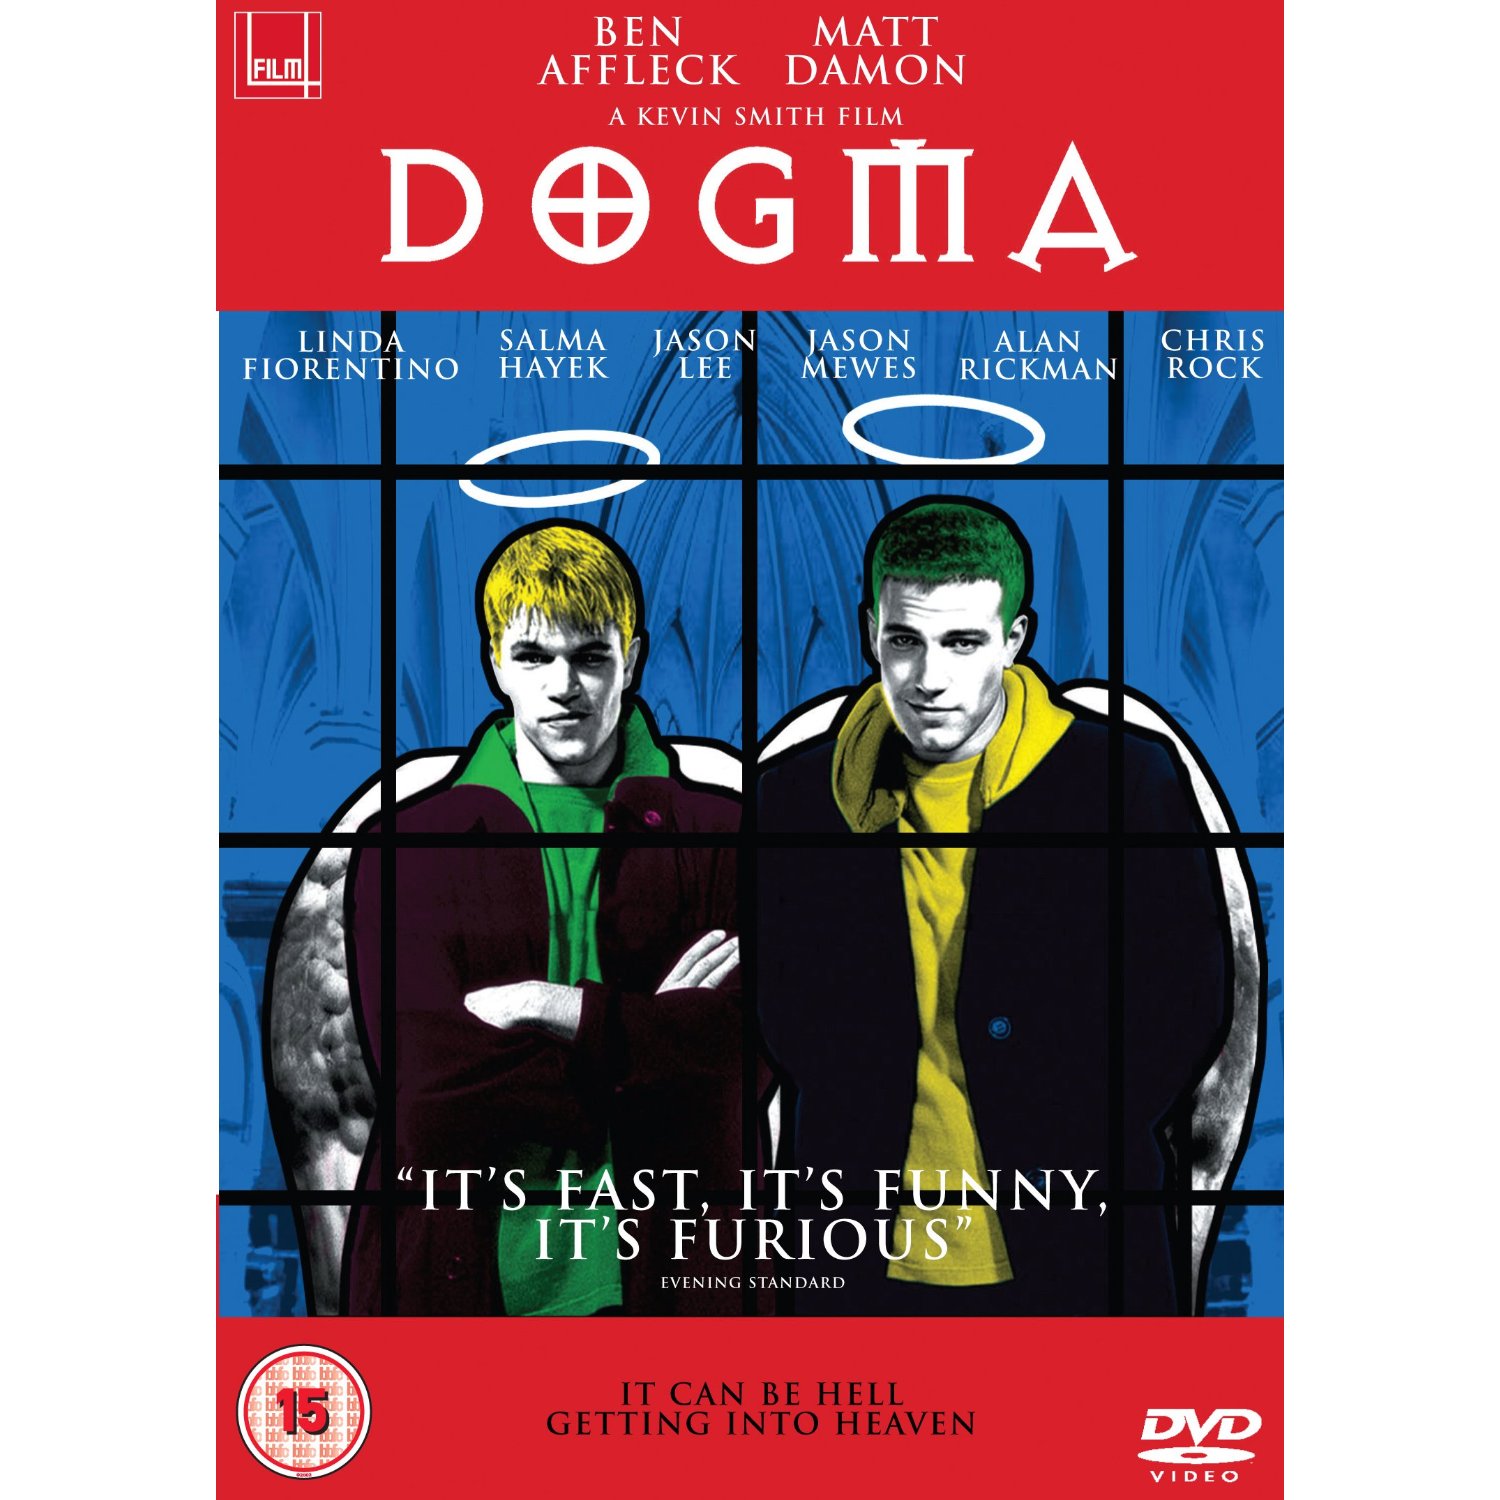 FILM4
BEN MATT
AFFLECK DAMON
A KEVIN SMITH FILM
DOGMA
LINDA SALMA JASON JASON ALAN CHRIS
FIORENTINO HAYEK LEE MEWES RICKMAN ROCK
“IT’S FAST, IT’S FUNNY,
IT’S FURIOUS”
EVENING STANDARD
15
IT CAN BE HELL
GETTING INTO HEAVEN
DVD
VIDEO